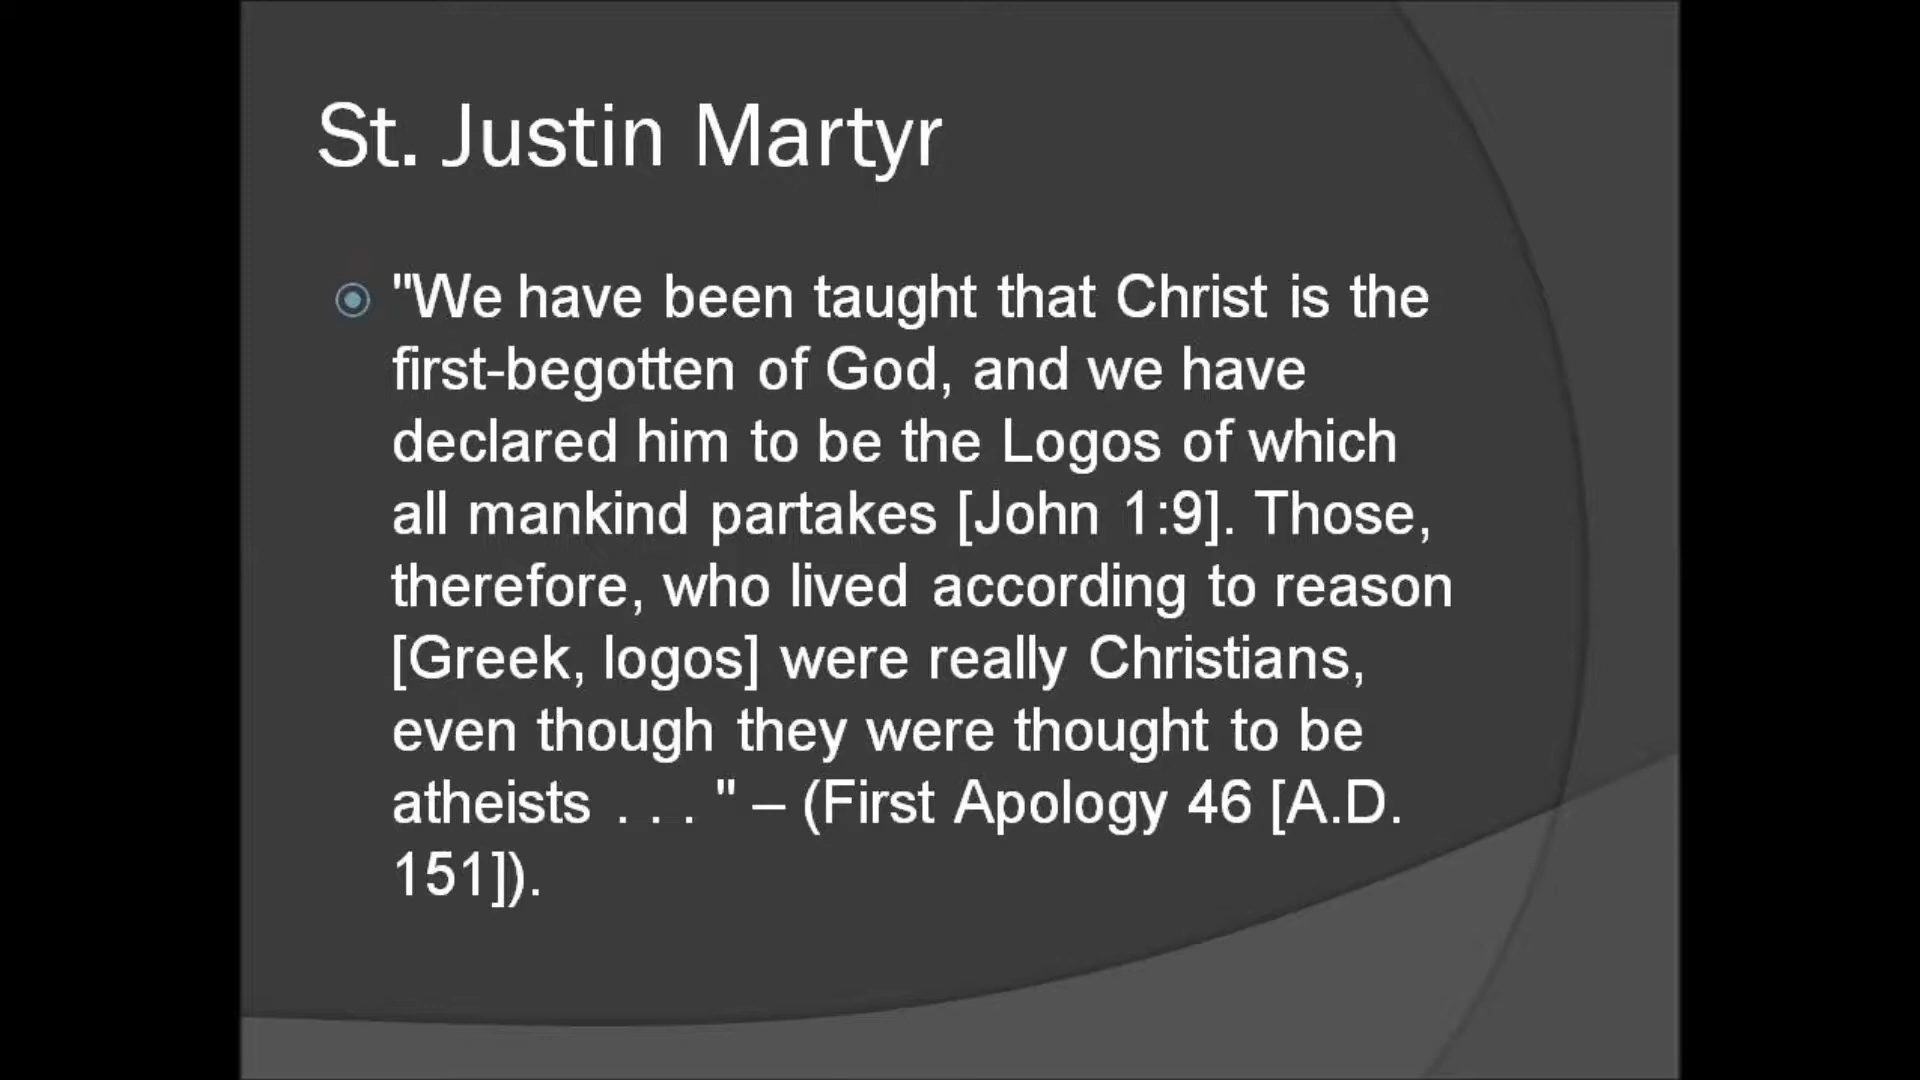 St. Justin Martyr
"We have been taught that Christ is the
first-begotten of God, and we have
declared him to be the Logos of which
all mankind partakes [John 1:9]. Those,
therefore, who lived according to reason
[Greek, logos] were really Christians,
even though they were thought to be
atheists . . . " – (First Apology 46 [A.D.
151]).